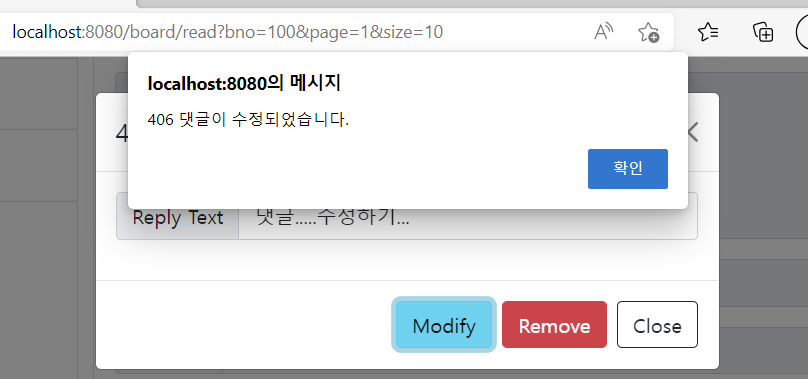 localhost:8080/board/read?bno=100&page=1&size=10
localhost:8080의 메시지
406 댓글이 수정되었습니다.
확인
4
Reply Text 댓글.....수정하기...
Modify Remove Close